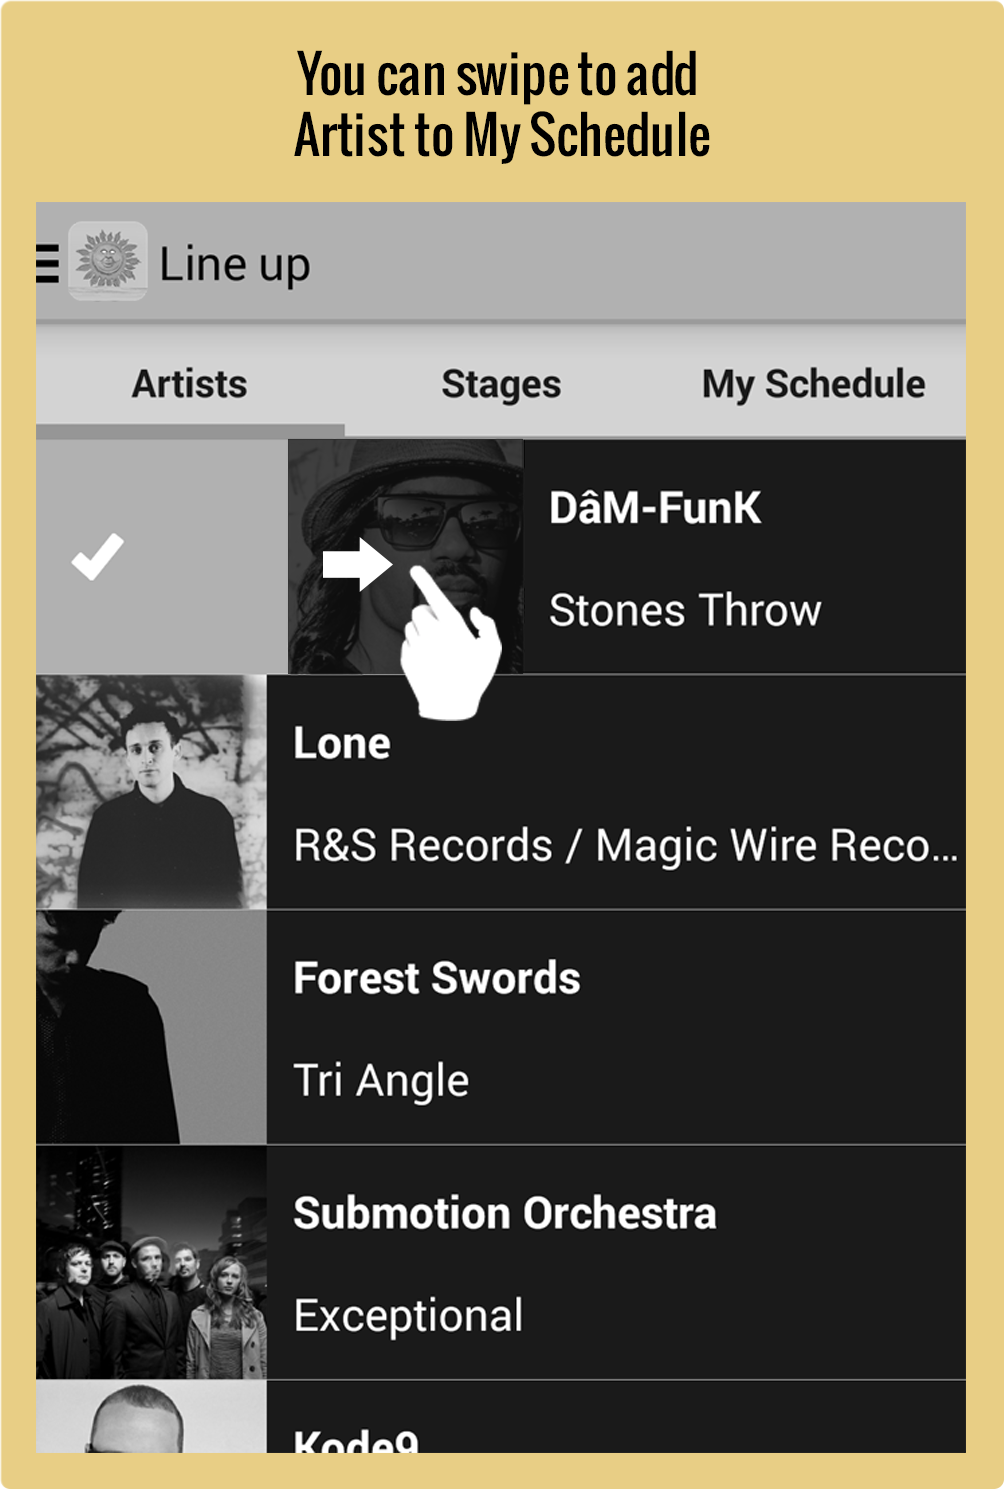 You can swipe to add
Artist to My Schedule
Line up
Artists Stages My Schedule
DâM-FunK
Stones Throw
Lone
R&S Records / Magic Wire Reco...
Forest Swords
Tri Angle
Submotion Orchestra
Exceptional
Kode9